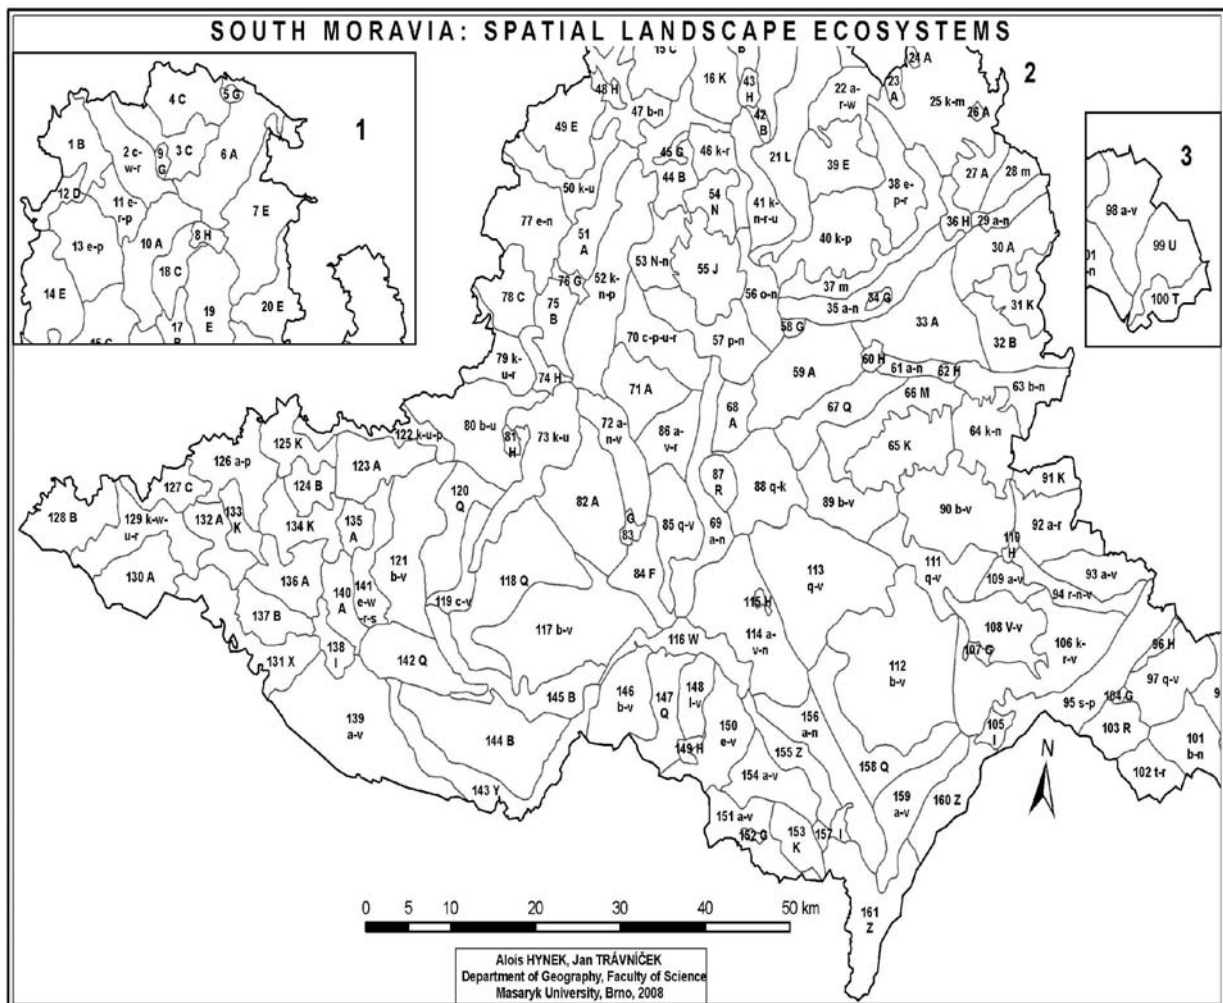 SOUTH MORAVIA: SPATIAL LANDSCAPE ECOSYSTEMS
1
4 C
5 G
1 B
2 c-
w-r
9
G
3 C
6 A
12 D
11 e-
r-p
7 E
13 e-p
10 A
8 H
18 C
14 E
19
E
20 E
17
2
15 C
B
24 A
48 H
16 K
43
H
22 a-
r-w
23
A
25 k-m
47 b-n
42
B
26 A
49 E
45 G
46 k-r
21 L
39 E
44 B
27 A
28 m
50 k-u
54
N
41 k-
n-r-u
38 e-
p-r
77 e-n
36 H
29 a-n
51
A
40 k-p
30 A
53 N-n
55 J
76 G
52 k-
n-p
37 m
78 C
75
B
56 o-n
35 a-n
34 G
31 K
58 G
33 A
70 c-p-u-r
57 p-n
32 B
79 k-
u-r
74 H
59 A
60 H
61 a-n
62 H
63 b-n
71 A
66 M
68
A
67 Q
80 b-u
122 k-u-p
73 k-u
72 a-
n-v
86 a-
v-r
64 k-n
81
H
65 K
125 K
126 a-p
123 A
124 B
127 C
120
Q
87
R
88 q-k
91 K
82 A
89 b-v
90 b-v
128 B
129 k-w-
u-r
132 A
133
K
134 K
135
A
G
83
85 q-v
69
a-n
92 a-r
110
H
121
b-v
130 A
136 A
118 Q
84 F
113
q-v
111
q-v
109 a-v
93 a-v
140
A
141
e-w
-r-s
119 c-v
115 H
94 r-n-v
137 B
117 b-v
116 W
114 a-
v-n
108 V-v
107 G
106 k-
r-v
96 H
131 X
138
I
142 Q
112
b-v
97 q-v
104 G
95 s-p
145 B
146
b-v
147
Q
148
I-v
139
a-v
156
a-n
105
I
103 R
101
b-n
150
e-v
144 B
149 H
155 Z
102 t-r
158 Q
154 a-v
143 Y
159
a-v
160 Z
151 a-v
152 G
153
K
157 I
161
Z
3
98 a-v
99 U
100 T
N
0 5 10 20 30 40 50 km
Alois HYNEK, Jan TRÁVNÍČEK
Department of Geography, Faculty of Science
Masaryk University, Brno, 2008